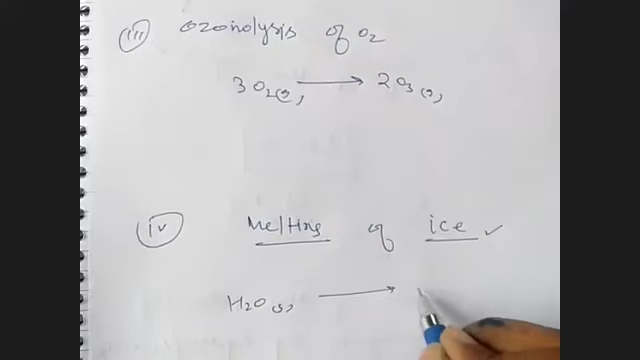 (iii) ozonolysis of O2
3O2(g) → 2O3(g)
(iv) Melting of ice ✓
H2O(s) →